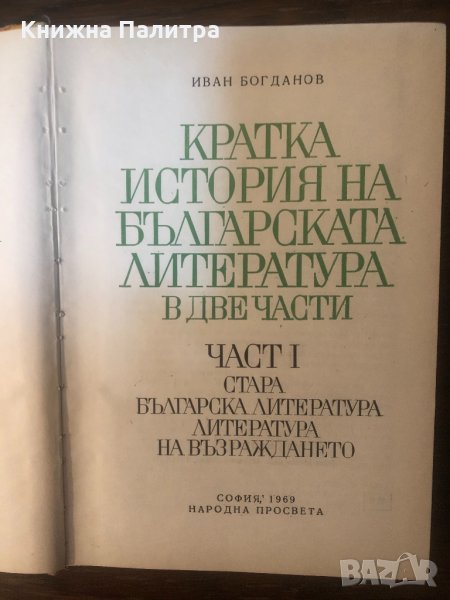 Книжна Палитра
ИВАН БОГДАНОВ
КРАТКА
ИСТОРИЯ НА
БЪЛГАРСКАТА
ЛИТЕРАТУРА
В ДВЕ ЧАСТИ
ЧАСТ I
СТАРА
БЪЛГАРСКА ЛИТЕРАТУРА
ЛИТЕРАТУРА
НА ВЪЗРАЖДАНЕТО
СОФИЯ, 1969
НАРОДНА ПРОСВЕТА
BAZAR